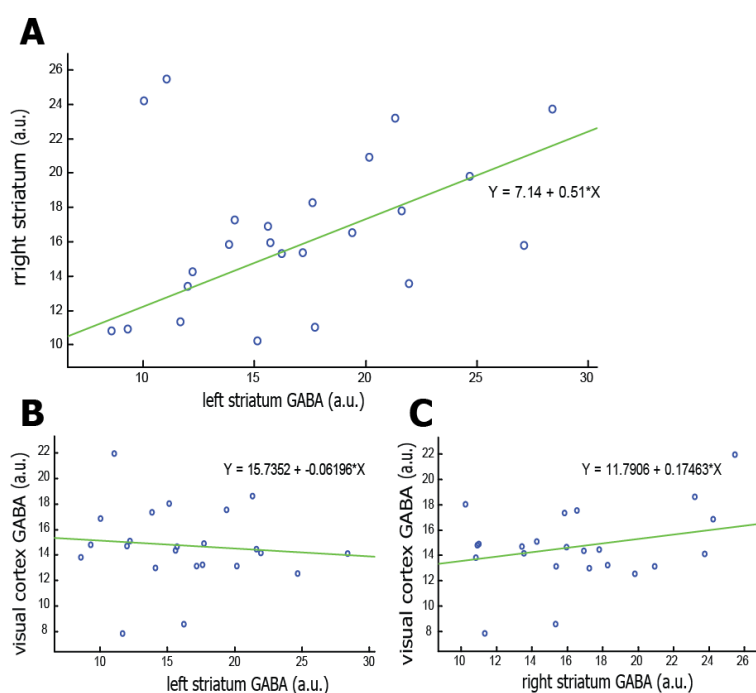 A
rright striatum (a.u.)
26
24
22
20
18
16
14
12
10
Y = 7.14 + 0.51*X
10 15 20 25 30
left striatum GABA (a.u.)
B
visual cortex GABA (a.u.)
22
20
18
16
14
12
10
8
Y = 15.7352 + -0.06196*X
10 15 20 25 30
left striatum GABA (a.u.)
C
visual cortex GABA (a.u.)
22
20
18
16
14
12
10
8
Y = 11.7906 + 0.17463*X
10 12 14 16 18 20 22 24 26
right striatum GABA (a.u.)